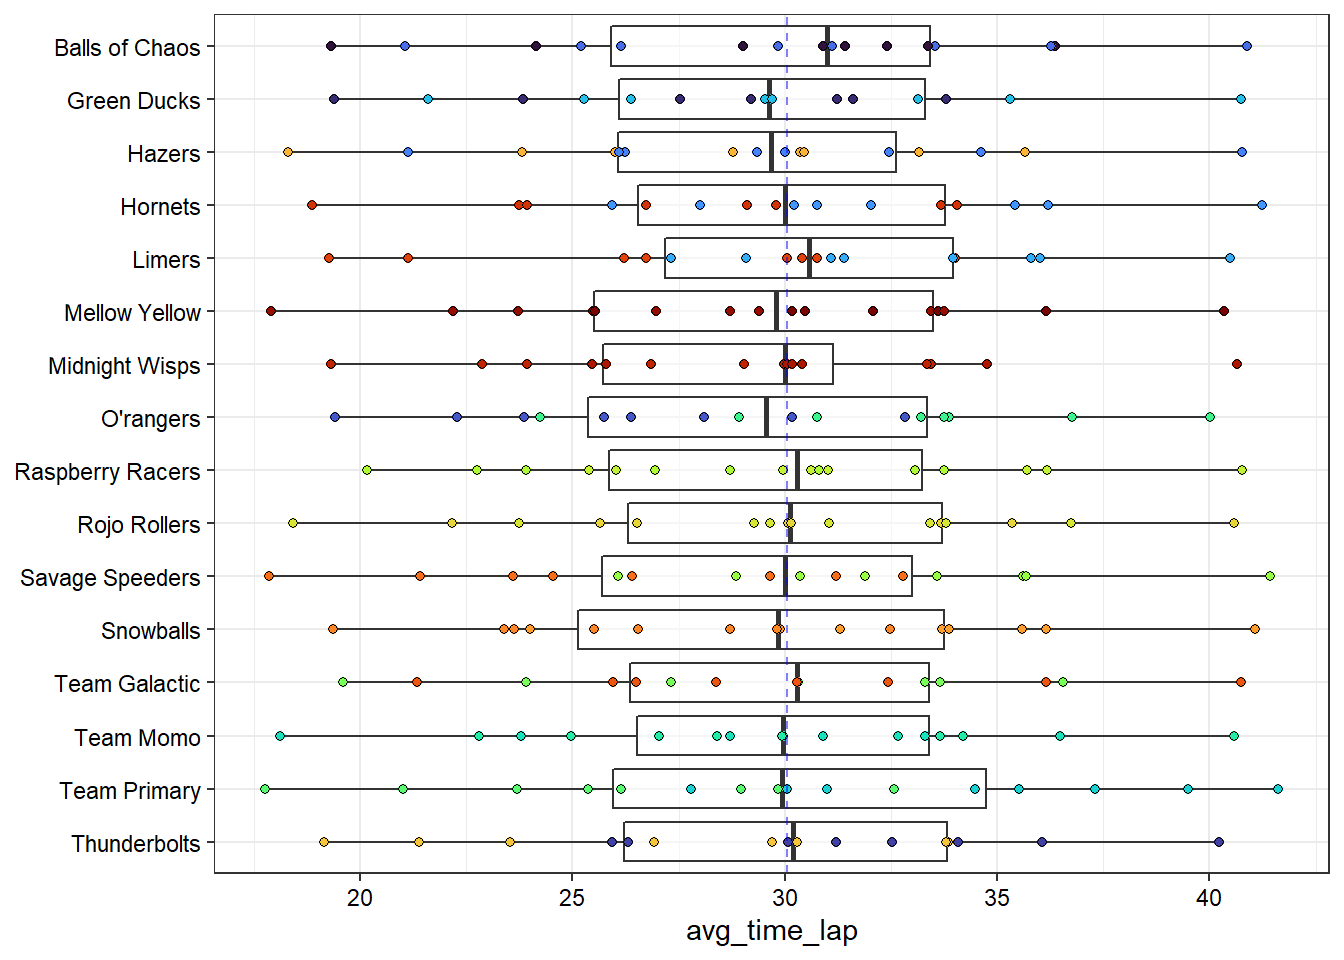 Balls of Chaos
Green Ducks
Hazers
Hornets
Limers
Mellow Yellow
Midnight Wisps
O'rangers
Raspberry Racers
Rojo Rollers
Savage Speeders
Snowballs
Team Galactic
Team Momo
Team Primary
Thunderbolts
20 25 30 35 40
avg_time_lap